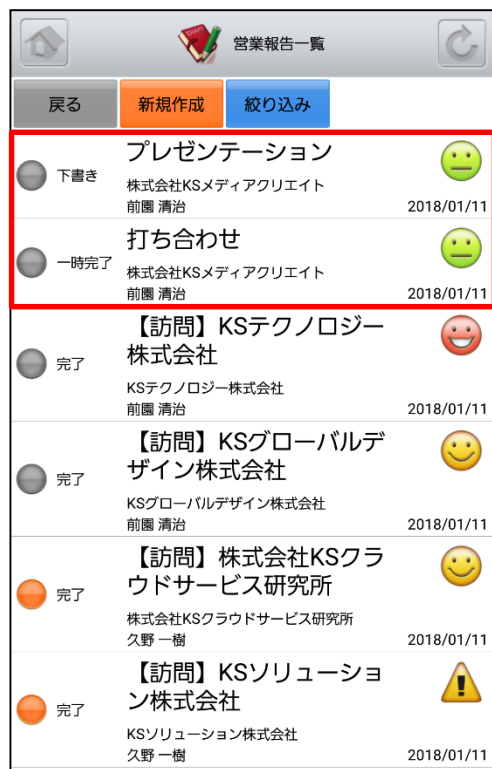 営業報告一覧
戻る 新規作成 絞り込み
プレゼンテーション
下書き
株式会社KSメディアクリエイト
前園 清治 2018/01/11
打ち合わせ
一時完了
株式会社KSメディアクリエイト
前園 清治 2018/01/11
【訪問】KSテクノロジー
株式会社
完了
KSテクノロジー株式会社
前園 清治 2018/01/11
【訪問】KSグローバルデ
ザイン株式会社
完了
KSグローバルデザイン株式会社
前園 清治 2018/01/11
【訪問】株式会社KSクラ
ウドサービス研究所
完了
株式会社KSクラウドサービス研究所
久野 一樹 2018/01/11
【訪問】KSソリューショ
ン株式会社
完了
KSソリューション株式会社
久野 一樹 2018/01/11